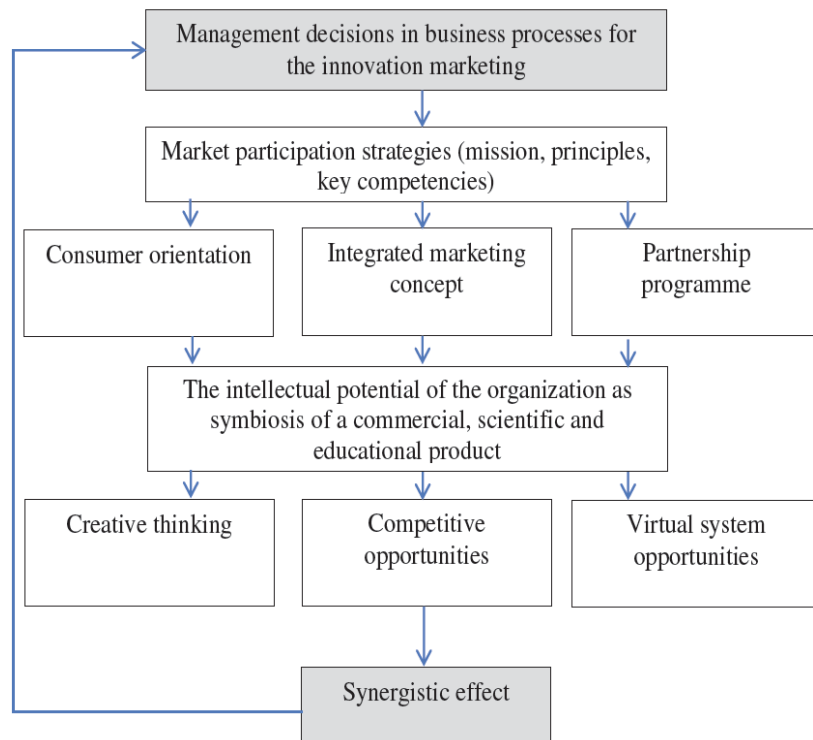 Management decisions in business processes for
the innovation marketing
Market participation strategies (mission, principles,
key competencies)
Consumer orientation
Integrated marketing
concept
Partnership
programme
The intellectual potential of the organization as
symbiosis of a commercial, scientific and
educational product
Creative thinking
Competitive
opportunities
Virtual system
opportunities
Synergistic effect